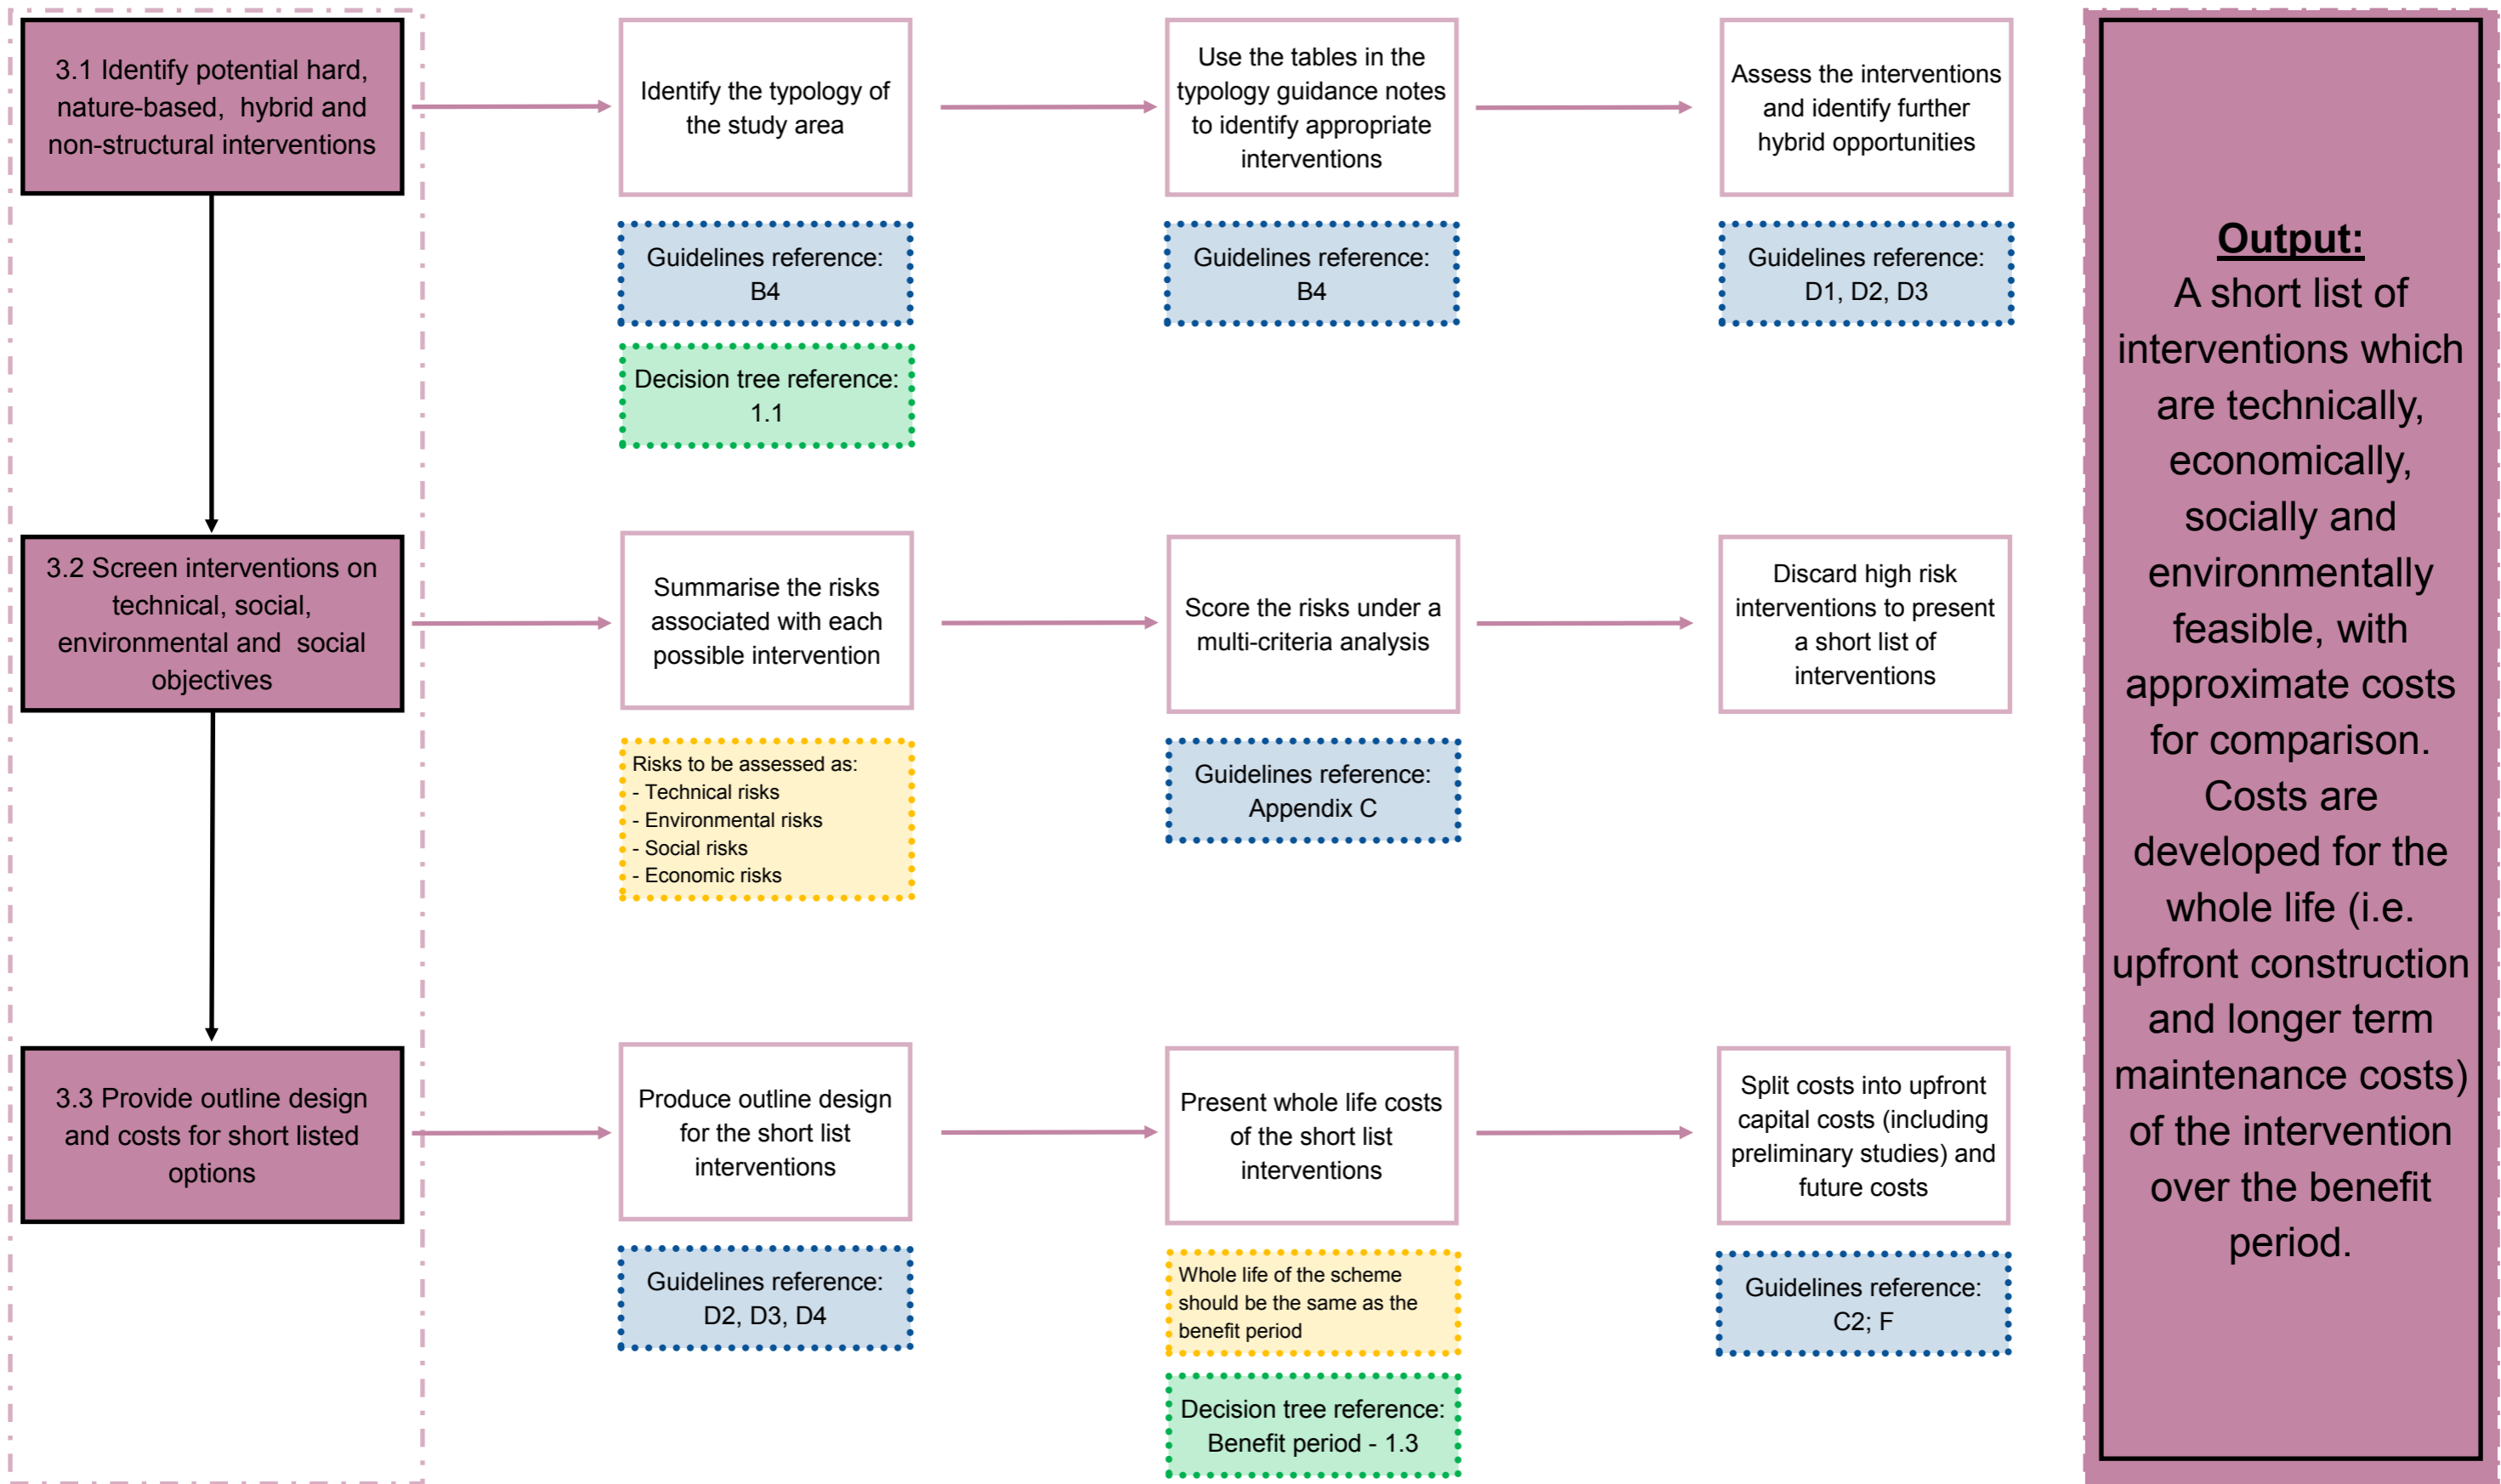 3.1 Identify potential hard,
nature-based, hybrid and
non-structural interventions
Identify the typology of
the study area
Use the tables in the
typology guidance notes
to identify appropriate
interventions
Assess the interventions
and identify further
hybrid opportunities
Guidelines reference:
B4
Guidelines reference:
B4
Guidelines reference:
D1, D2, D3
Decision tree reference:
1.1
3.2 Screen interventions on
technical, social,
environmental and social
objectives
Summarise the risks
associated with each
possible intervention
Score the risks under a
multi-criteria analysis
Discard high risk
interventions to present
a short list of
interventions
Risks to be assessed as:
- Technical risks
- Environmental risks
- Social risks
- Economic risks
Guidelines reference:
Appendix C
3.3 Provide outline design
and costs for short listed
options
Produce outline design
for the short list
interventions
Present whole life costs
of the short list
interventions
Split costs into upfront
capital costs (including
preliminary studies) and
future costs
Guidelines reference:
D2, D3, D4
Whole life of the scheme
should be the same as the
benefit period
Guidelines reference:
C2; F
Decision tree reference:
Benefit period - 1.3
Output:
A short list of
interventions which
are technically,
economically,
socially and
environmentally
feasible, with
approximate costs
for comparison.
Costs are
developed for the
whole life (i.e.
upfront construction
and longer term
maintenance costs)
of the intervention
over the benefit
period.